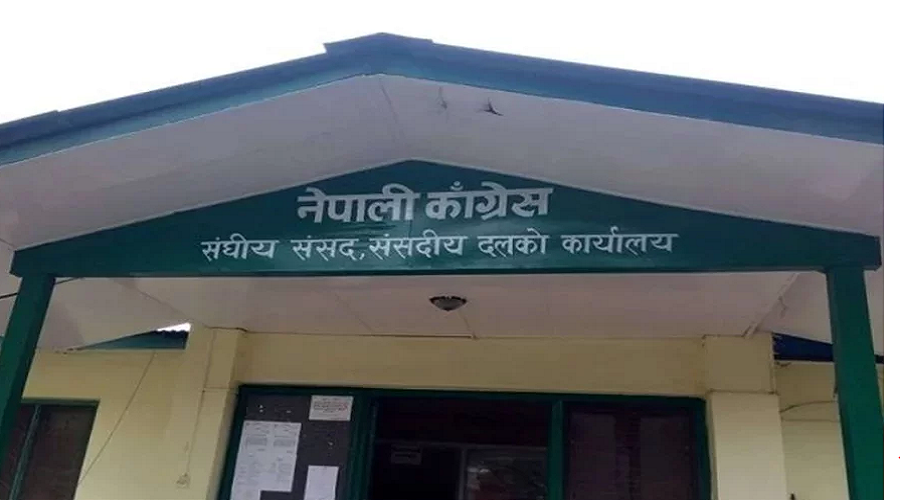 नेपाली काँग्रेस
संघीय संसद,संसदीय दलको कार्यालय